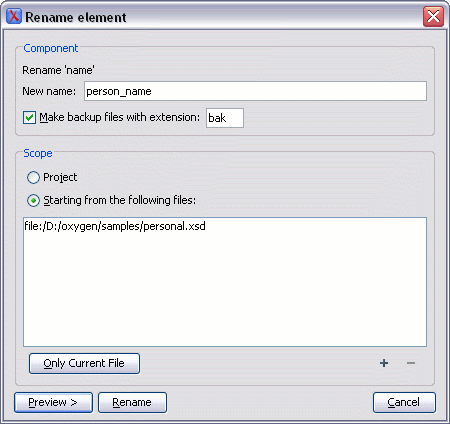 Rename element
Component
Rename 'name'
New name: person_name
Make backup files with extension: bak
Scope
Project
Starting from the following files:
file:/D:/oxygen/samples/personal.xsd
Only Current File + −
Preview > Rename Cancel